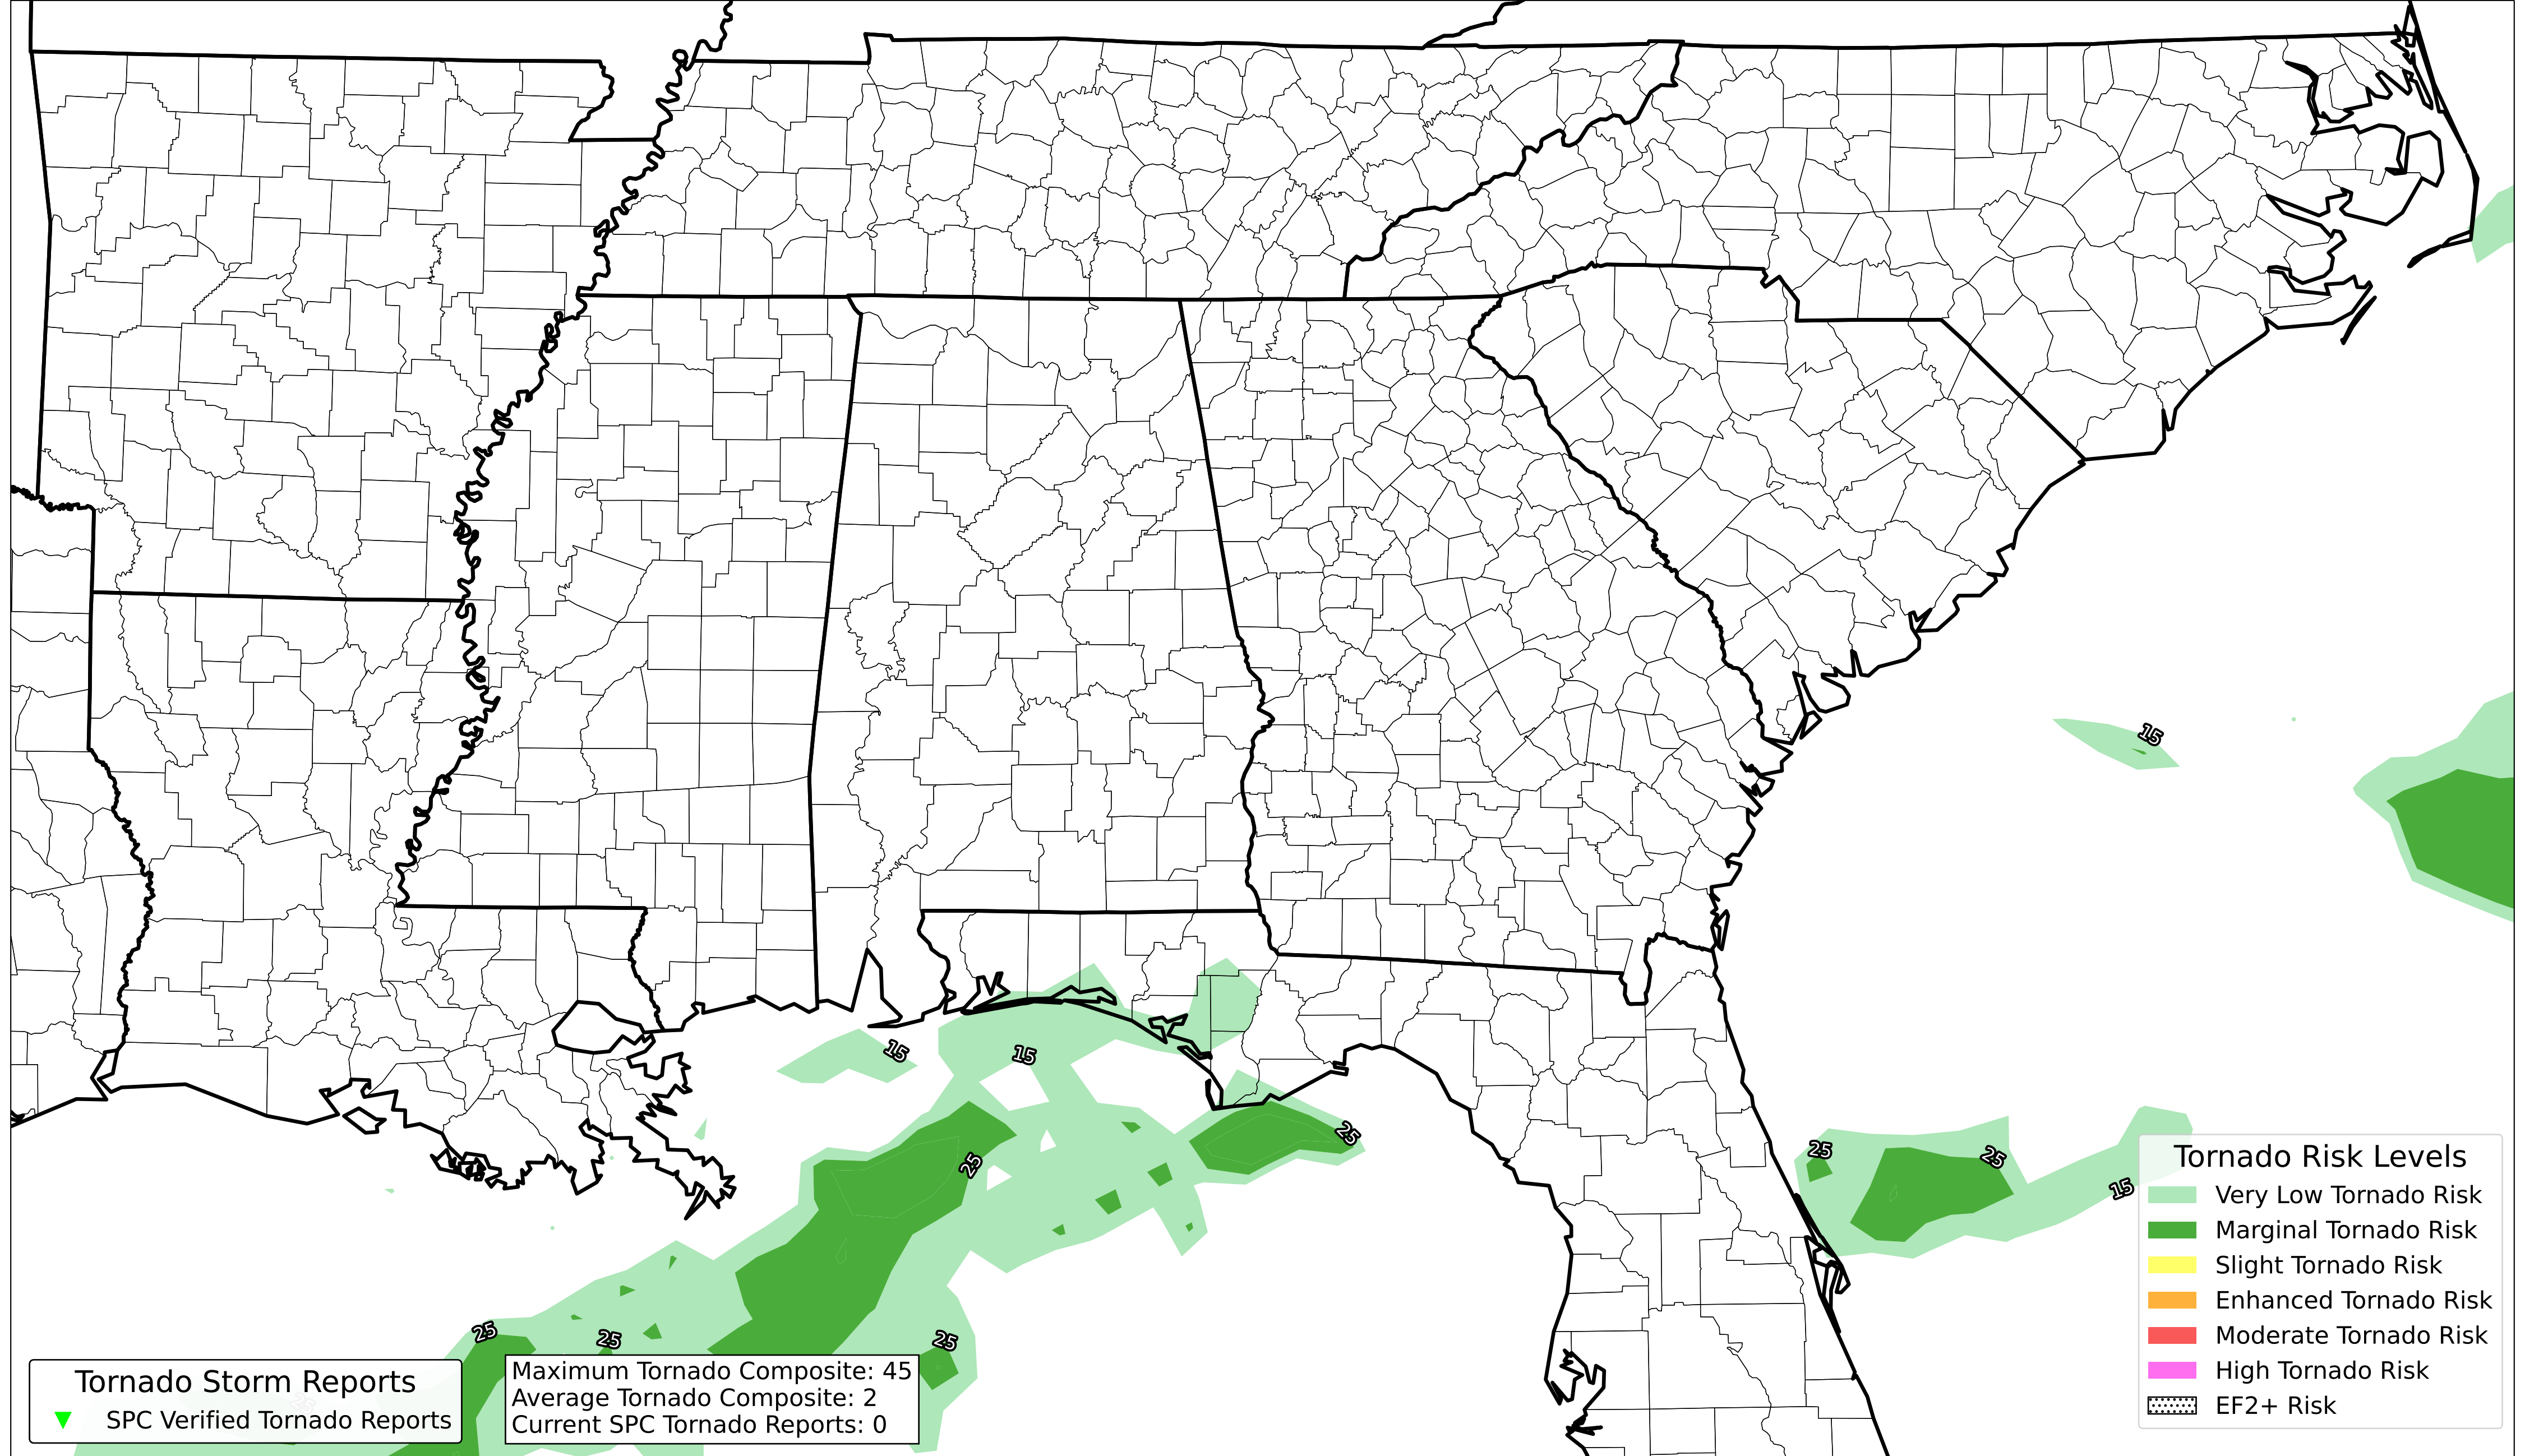 15
15
15
25
25
25
25
15
25
25
25
Tornado Risk Levels
Very Low Tornado Risk
Marginal Tornado Risk
Slight Tornado Risk
Enhanced Tornado Risk
Moderate Tornado Risk
High Tornado Risk
EF2+ Risk
Tornado Storm Reports
SPC Verified Tornado Reports
Maximum Tornado Composite: 45
Average Tornado Composite: 2
Current SPC Tornado Reports: 0